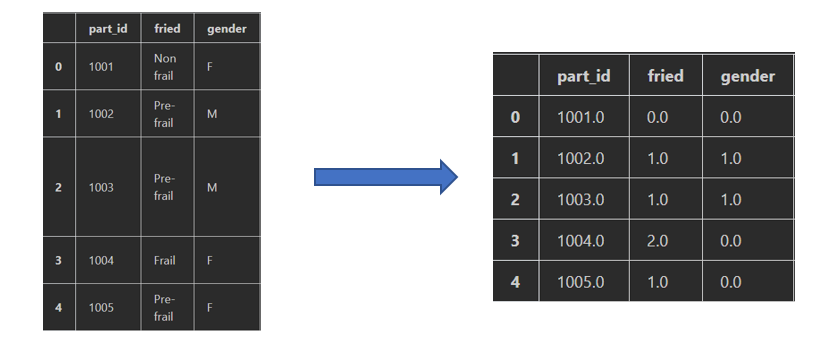 part_id fried gender
0 1001 Non frail F
1 1002 Pre-frail M
2 1003 Pre-frail M
3 1004 Frail F
4 1005 Pre-frail F
part_id fried gender
0 1001.0 0.0 0.0
1 1002.0 1.0 1.0
2 1003.0 1.0 1.0
3 1004.0 2.0 0.0
4 1005.0 1.0 0.0